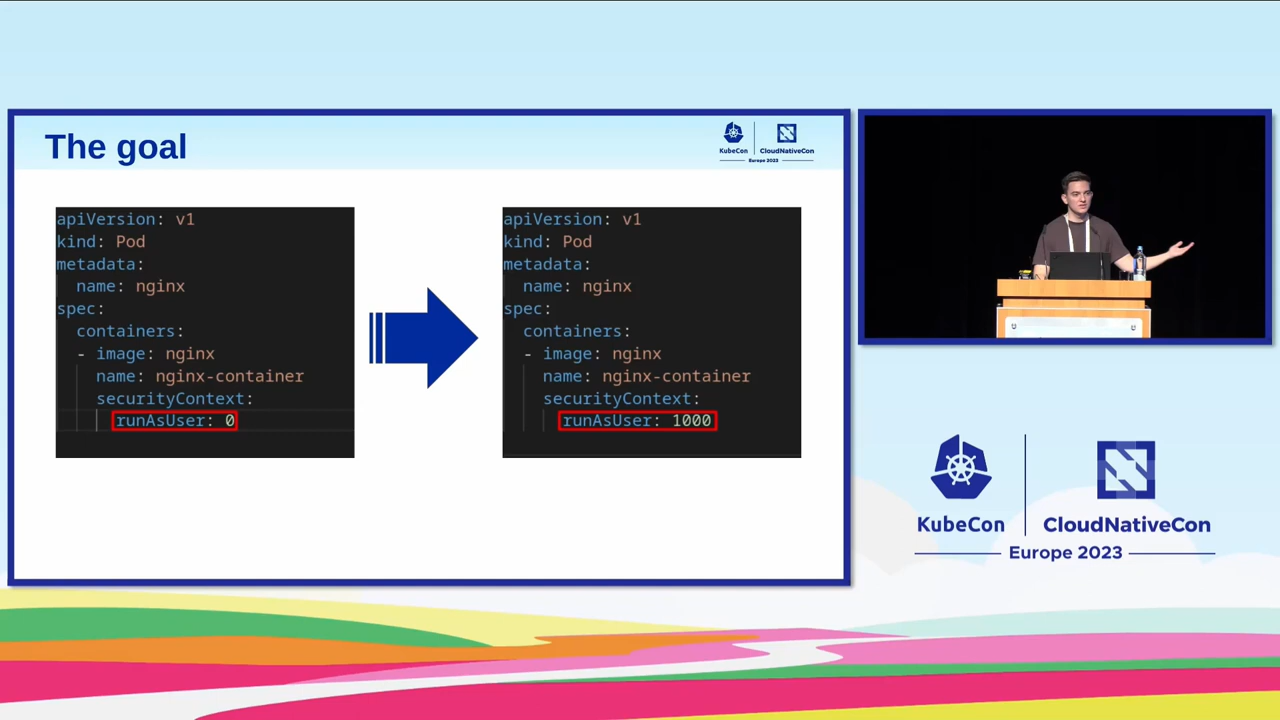 The goal
KubeCon
CloudNativeCon
Europe 2023
apiVersion: v1
kind: Pod
metadata:
  name: nginx
spec:
  containers:
  - image: nginx
    name: nginx-container
    securityContext:
      runAsUser: 0
apiVersion: v1
kind: Pod
metadata:
  name: nginx
spec:
  containers:
  - image: nginx
    name: nginx-container
    securityContext:
      runAsUser: 1000
KubeCon
CloudNativeCon
Europe 2023